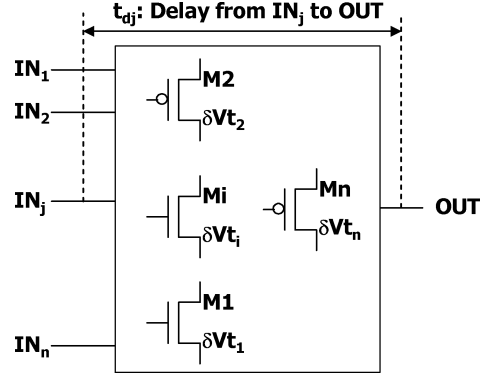 t_dj: Delay from IN_j to OUT
IN_1
M2
IN_2
δVt_2
IN_j
Mi
Mn
OUT
δVt_i
δVt_n
M1
IN_n
δVt_1